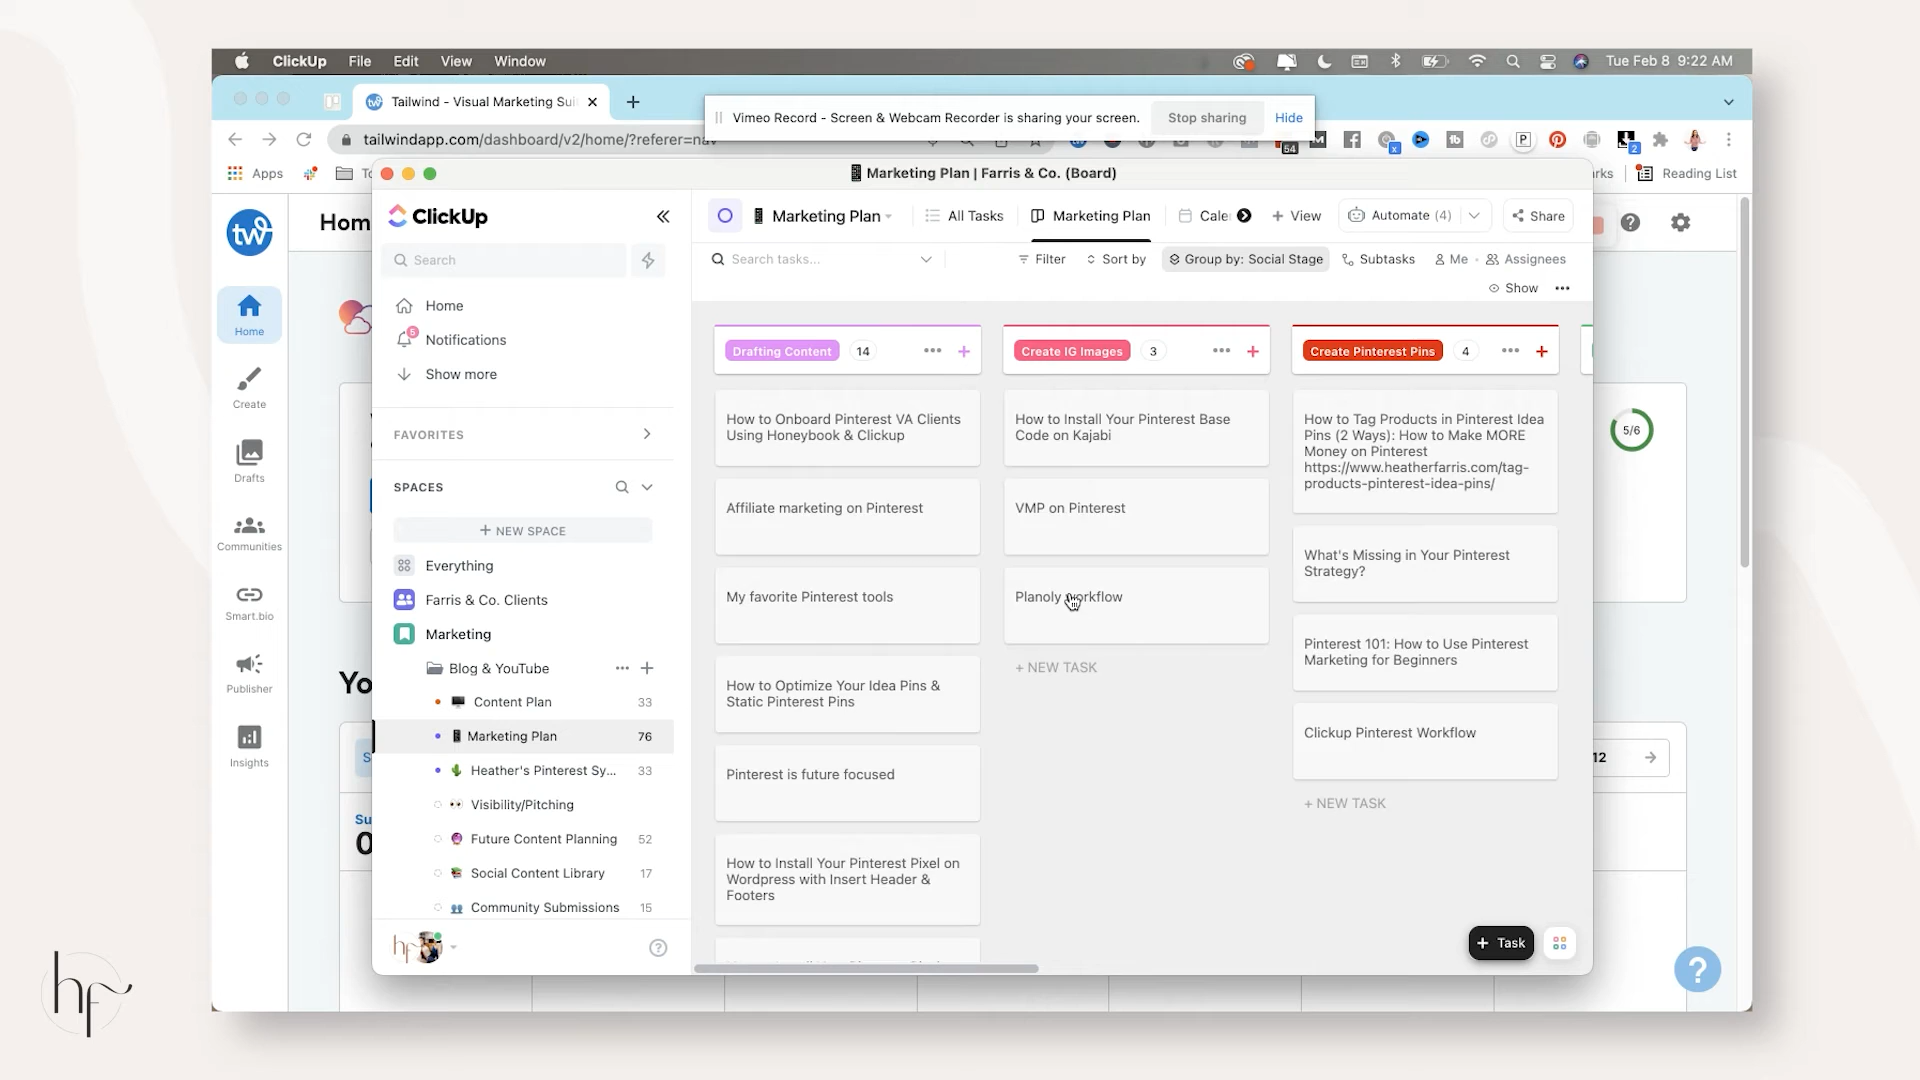 ClickUp File Edit View Window
Tue Feb 8 9:22 AM
Tailwind - Visual Marketing Sui
Vimeo Record - Screen & Webcam Recorder is sharing your screen. Stop sharing Hide
tailwindapp.com/dashboard/v2/home/?referer=nav
54
2
Apps
Reading List
Marketing Plan | Farris & Co. (Board)
tw
Hom
Home
Create
Drafts
Communities
Smart.bio
Publisher
Insights
Yo
Su
0
5/6
12
ClickUp
Search
Home
5
Notifications
Show more
FAVORITES
SPACES
+ NEW SPACE
Everything
Farris & Co. Clients
Marketing
Blog & YouTube
Content Plan 33
Marketing Plan 76
Heather's Pinterest Sy... 33
Visibility/Pitching
Future Content Planning 52
Social Content Library 17
Community Submissions 15
hf
Marketing Plan
All Tasks
Marketing Plan
Cale
+ View
Automate (4)
Share
Search tasks...
Filter
Sort by
Group by: Social Stage
Subtasks
Me
Assignees
Show
Drafting Content 14
How to Onboard Pinterest VA Clients
Using Honeybook & Clickup
Affiliate marketing on Pinterest
My favorite Pinterest tools
How to Optimize Your Idea Pins &
Static Pinterest Pins
Pinterest is future focused
How to Install Your Pinterest Pixel on
Wordpress with Insert Header &
Footers
Create IG Images 3
How to Install Your Pinterest Base
Code on Kajabi
VMP on Pinterest
Planoly workflow
+ NEW TASK
Create Pinterest Pins 4
How to Tag Products in Pinterest Idea
Pins (2 Ways): How to Make MORE
Money on Pinterest
https://www.heatherfarris.com/tag-
products-pinterest-idea-pins/
What's Missing in Your Pinterest
Strategy?
Pinterest 101: How to Use Pinterest
Marketing for Beginners
Clickup Pinterest Workflow
+ NEW TASK
+ Task
hf